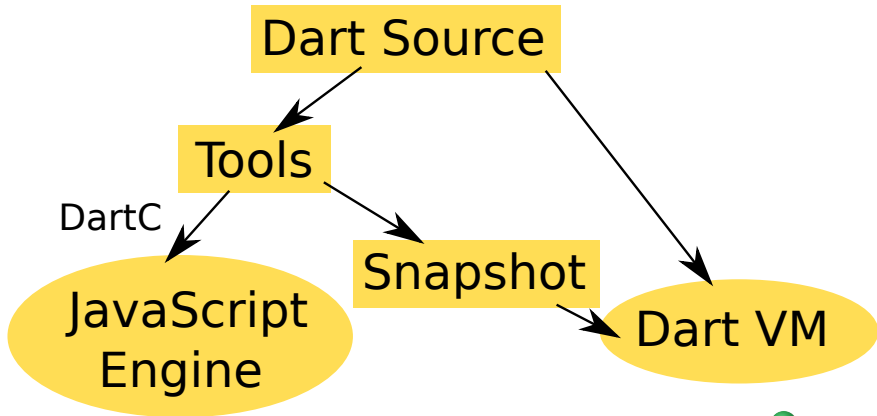 Dart Source
Tools
DartC
Snapshot
JavaScript
Engine
Dart VM